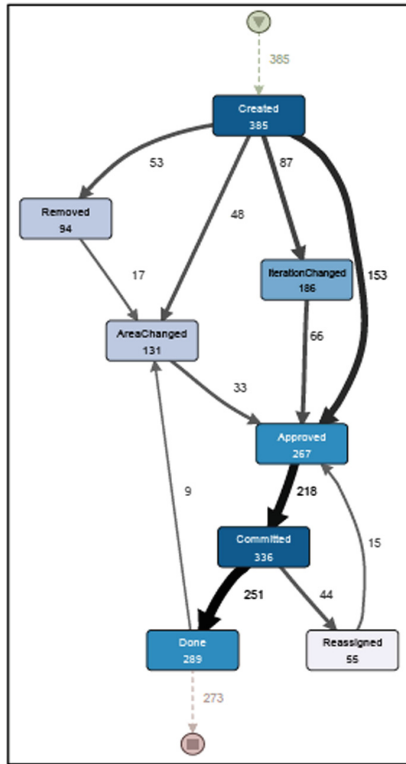 385
Created
385
53
87
48
153
Removed
94
IterationChanged
186
17
66
AreaChanged
131
33
Approved
267
9
218
15
Committed
336
251
44
Done
289
Reassigned
55
273